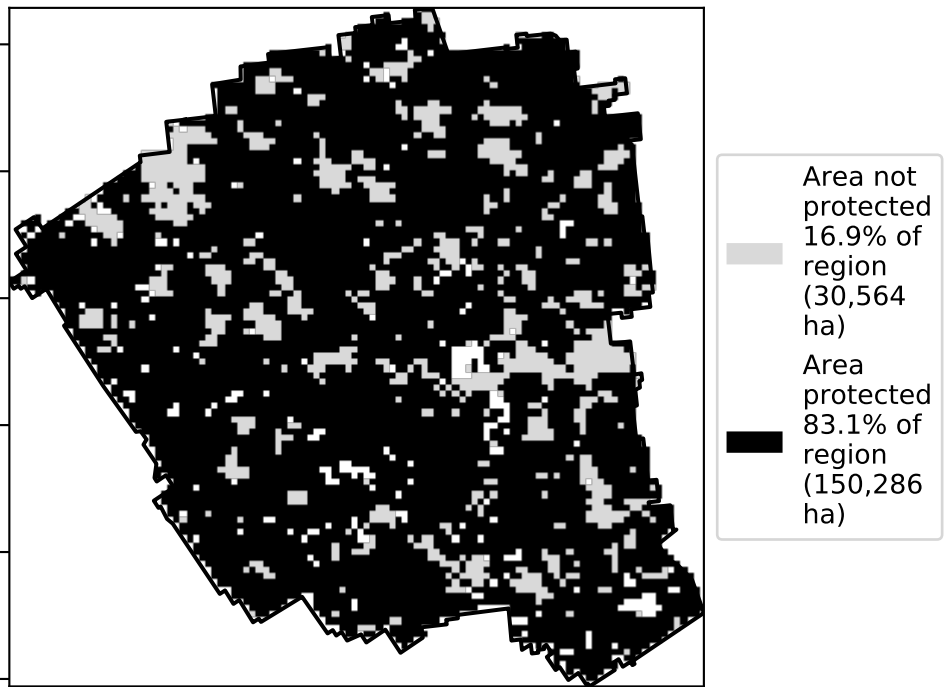 Area not
protected
16.9% of
region
(30,564
ha)
Area
protected
83.1% of
region
(150,286
ha)